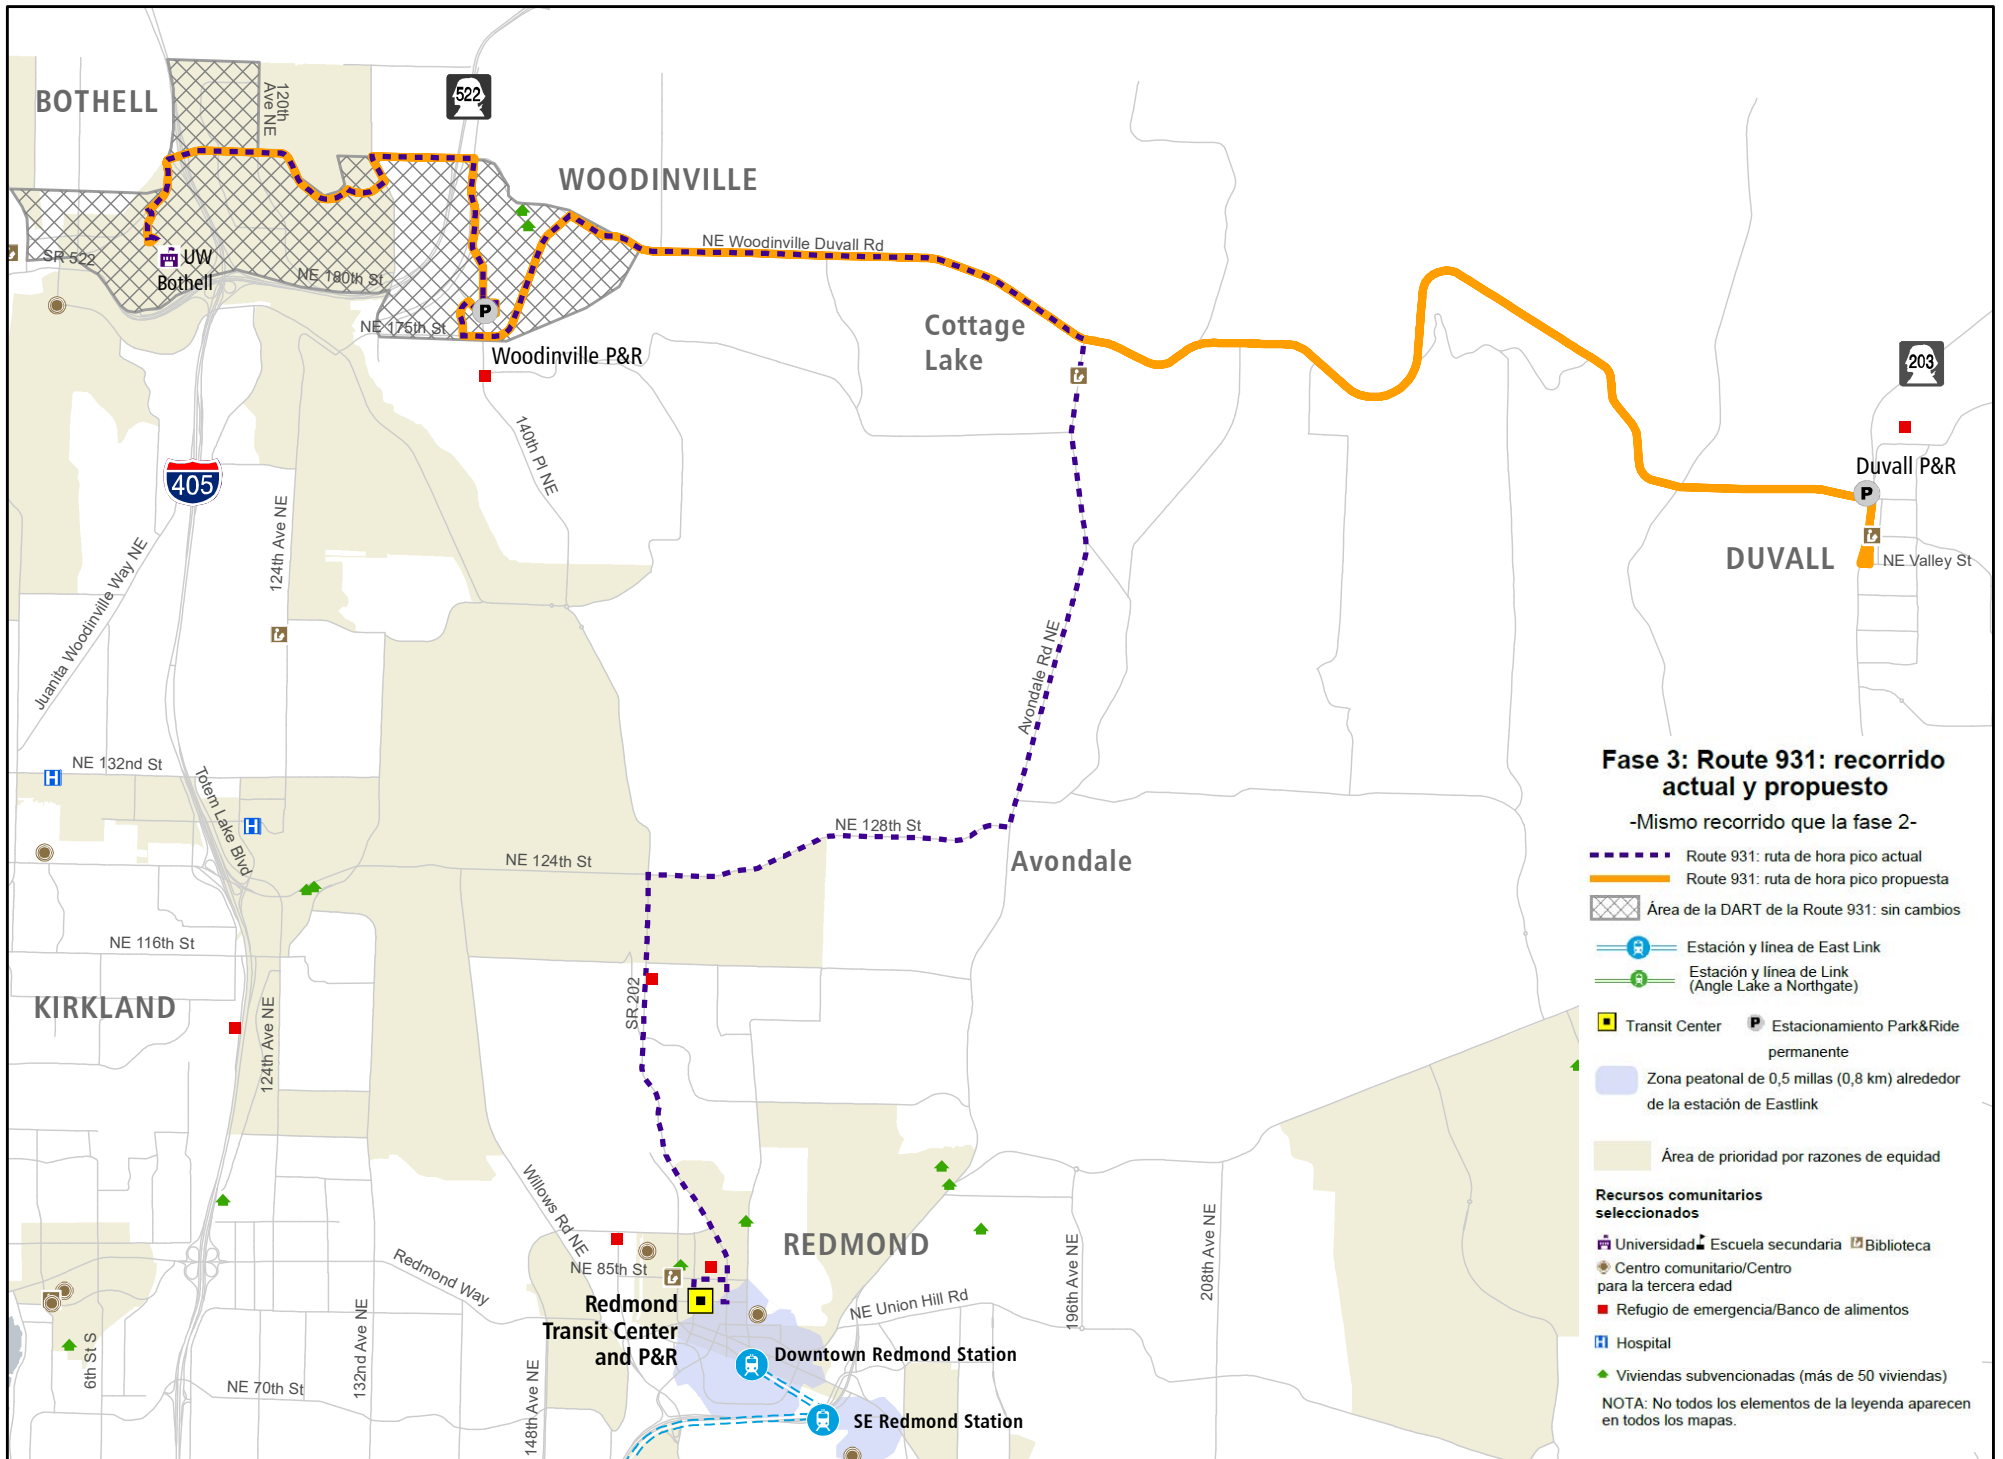 BOTHELL
120th
Ave NE
522
WOODINVILLE
UW
Bothell
SR 522
NE 180th St
NE 175th St
P
Woodinville P&R
NE Woodinville Duvall Rd
Cottage
Lake
203
Duvall P&R
P
DUVALL
NE Valley St
405
140th Pl NE
124th Ave NE
Juanita Woodinville Way NE
Avondale Rd NE
NE 132nd St
H
H
Totem Lake Blvd
NE 124th St
NE 128th St
Avondale
NE 116th St
KIRKLAND
124th Ave NE
SR 202
Willows Rd NE
NE 85th St
REDMOND
Redmond Way
Redmond
Transit Center
and P&R
NE Union Hill Rd
196th Ave NE
208th Ave NE
Downtown Redmond Station
SE Redmond Station
6th St S
132nd Ave NE
148th Ave NE
NE 70th St
Fase 3: Route 931: recorrido
actual y propuesto
-Mismo recorrido que la fase 2-
Route 931: ruta de hora pico actual
Route 931: ruta de hora pico propuesta
Área de la DART de la Route 931: sin cambios
Estación y línea de East Link
Estación y línea de Link
(Angle Lake a Northgate)
Transit Center
P Estacionamiento Park&Ride
permanente
Zona peatonal de 0,5 millas (0,8 km) alrededor
de la estación de Eastlink
Área de prioridad por razones de equidad
Recursos comunitarios
seleccionados
Universidad Escuela secundaria Biblioteca
Centro comunitario/Centro
para la tercera edad
Refugio de emergencia/Banco de alimentos
H Hospital
Viviendas subvencionadas (más de 50 viviendas)
NOTA: No todos los elementos de la leyenda aparecen
en todos los mapas.